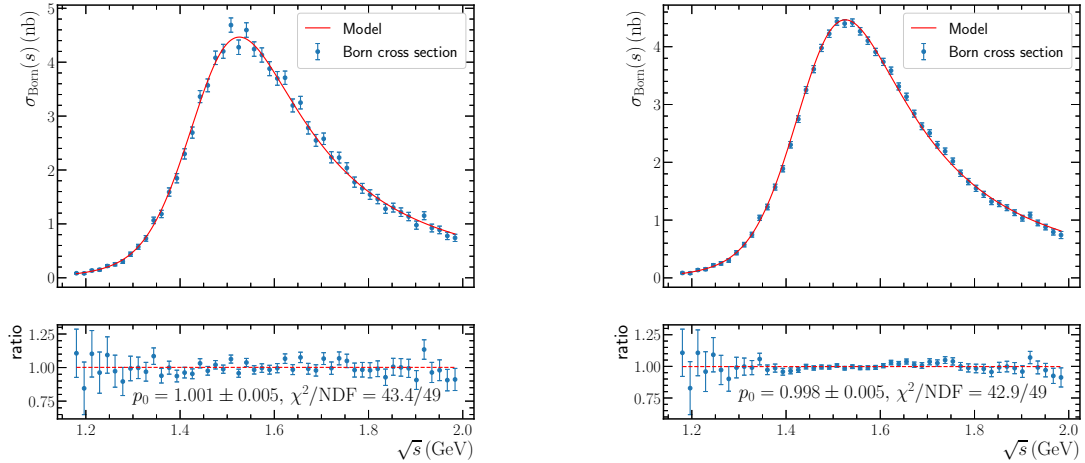 5
4
3
2
1
0
σ_Born(s) (nb)
Model
Born cross section
1.25
1.00
0.75
ratio
p₀ = 1.001 ± 0.005, χ²/NDF = 43.4/49
1.2 1.4 1.6 1.8 2.0
√s (GeV)
4
3
2
1
0
σ_Born(s) (nb)
Model
Born cross section
1.25
1.00
0.75
ratio
p₀ = 0.998 ± 0.005, χ²/NDF = 42.9/49
1.2 1.4 1.6 1.8 2.0
√s (GeV)